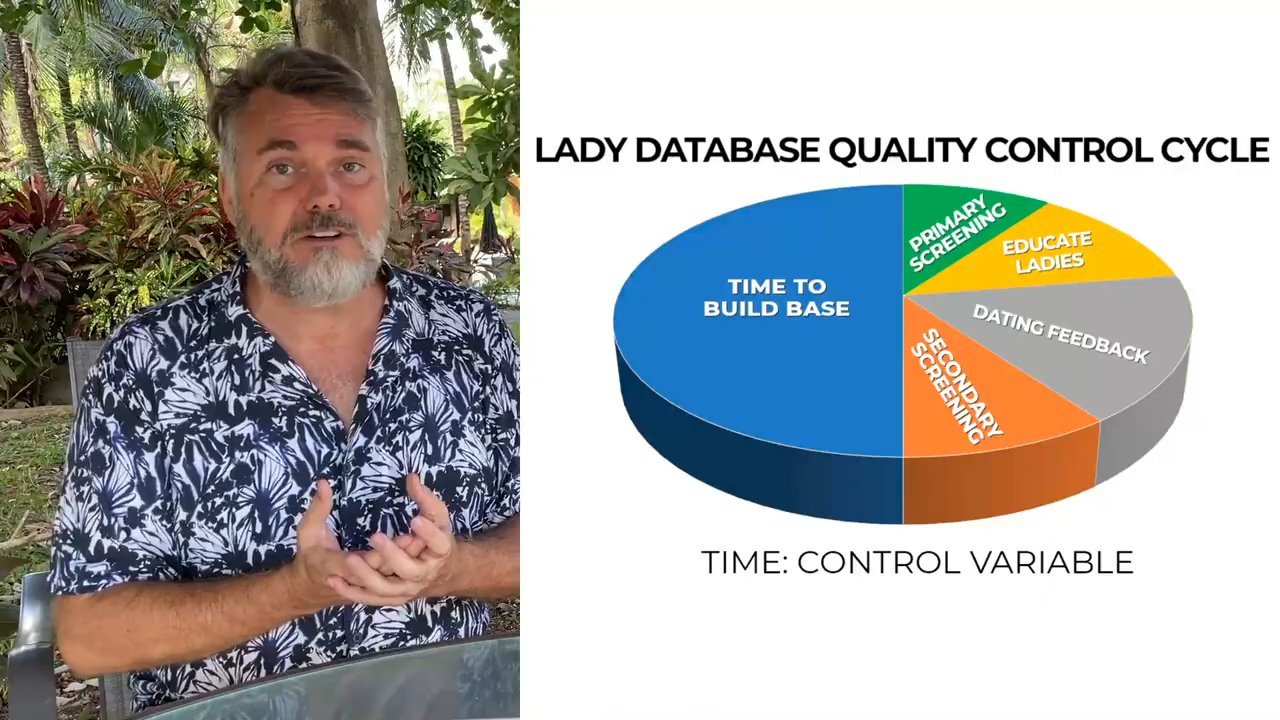 LADY DATABASE QUALITY CONTROL CYCLE
PRIMARY
SCREENING
EDUCATE
LADIES
TIME TO
BUILD BASE
DATING FEEDBACK
SECONDARY
SCREENING
TIME: CONTROL VARIABLE